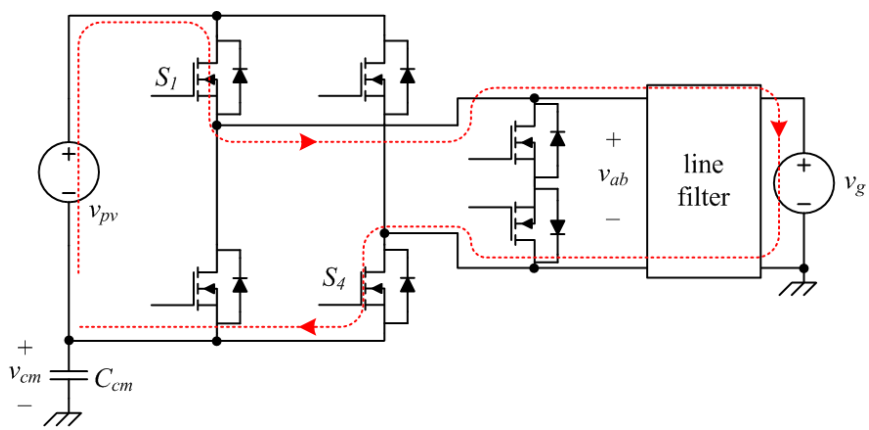 S1
+
−
vpv
S4
+
vab
−
line
filter
+
−
vg
+
vcm
−
Ccm